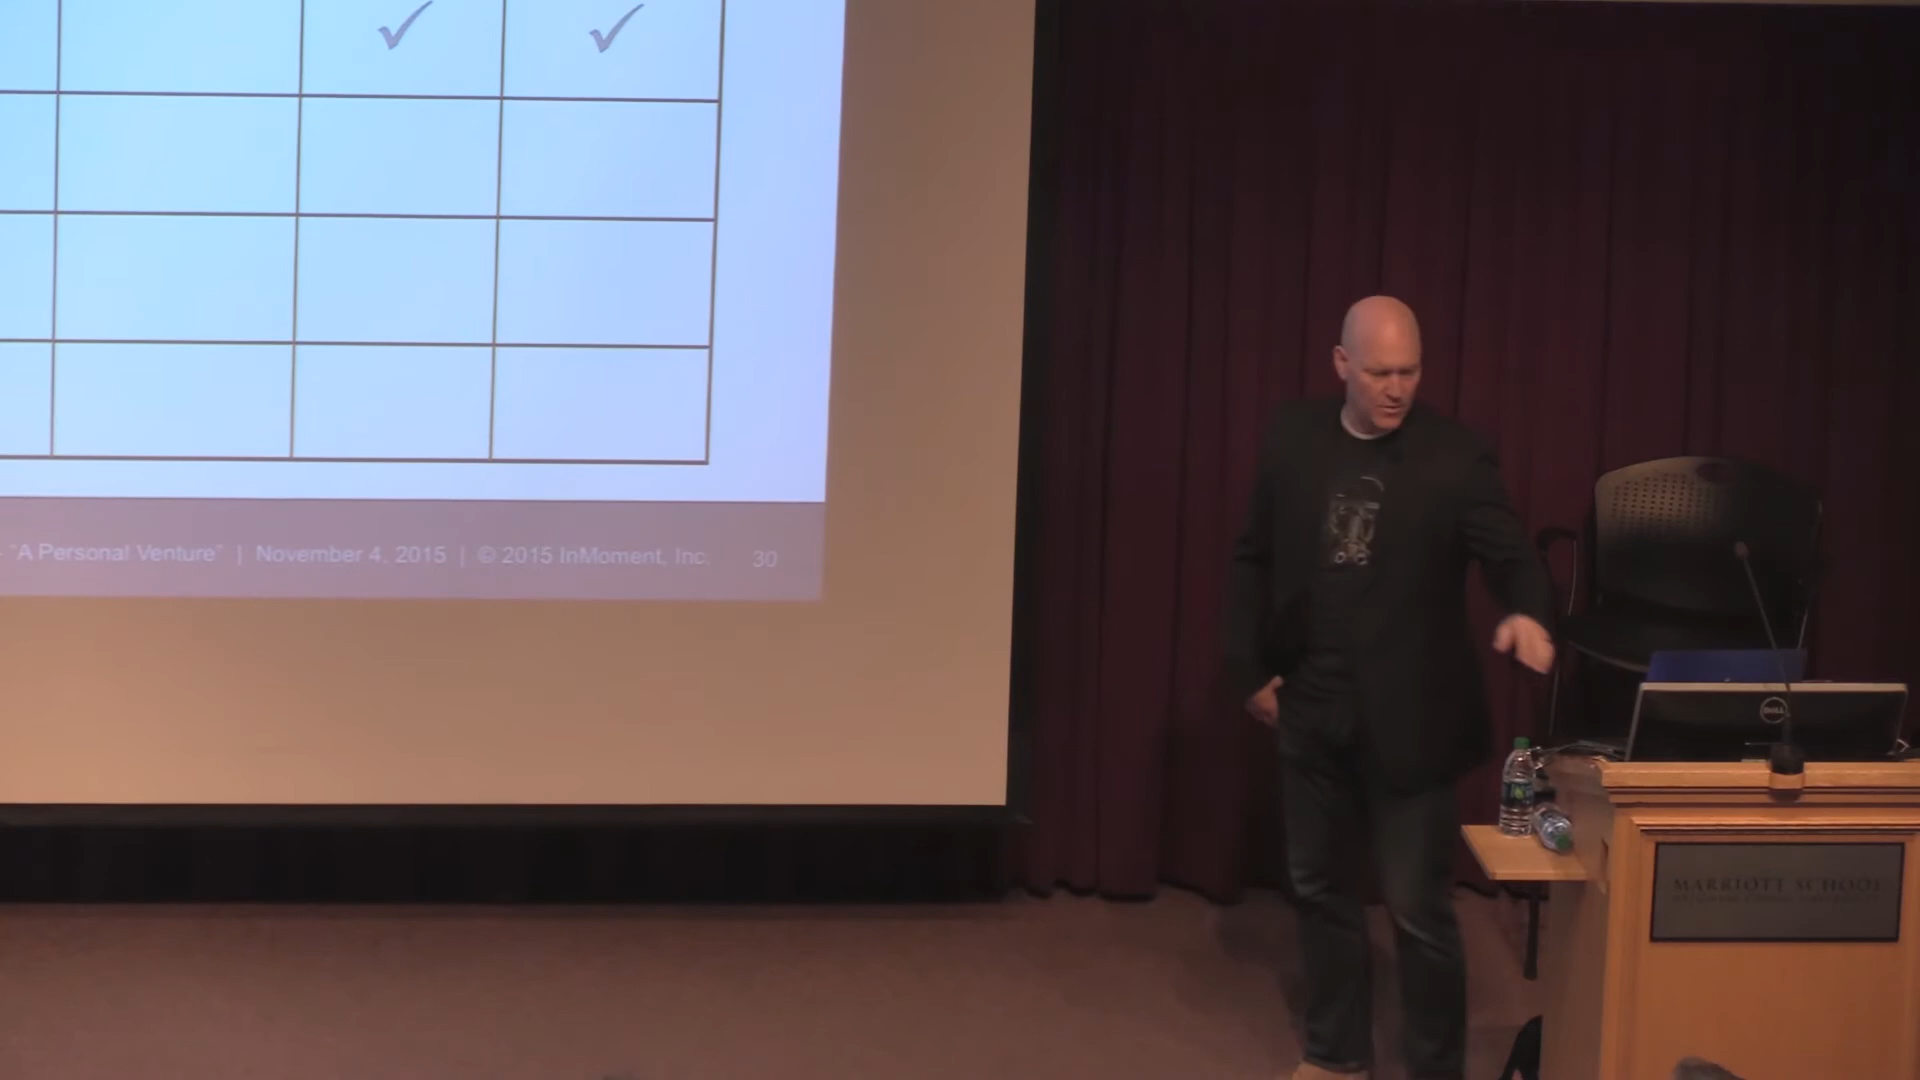 "A Personal Venture" | November 4, 2015 | © 2015 InMoment, Inc. 30
DELL
MARRIOTT SCHOOL